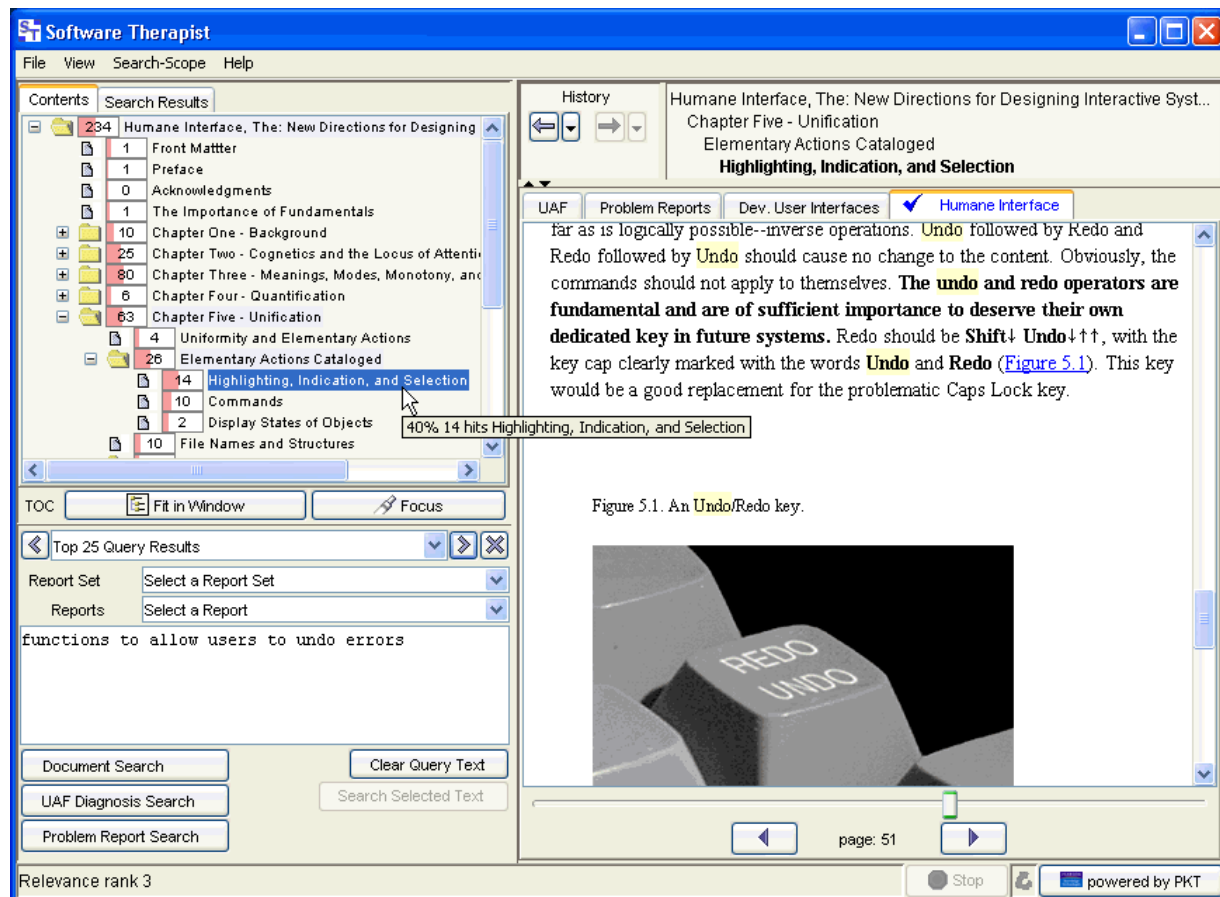 Software Therapist
File View Search-Scope Help
Contents Search Results
234 Humane Interface, The: New Directions for Designing
1 Front Mattter
1 Preface
0 Acknowledgments
1 The Importance of Fundamentals
10 Chapter One - Background
25 Chapter Two - Cognetics and the Locus of Attenti
80 Chapter Three - Meanings, Modes, Monotony, and
6 Chapter Four - Quantification
63 Chapter Five - Unification
4 Uniformity and Elementary Actions
26 Elementary Actions Cataloged
14 Highlighting, Indication, and Selection
10 Commands
2 Display States of Objects
40% 14 hits Highlighting, Indication, and Selection
10 File Names and Structures
TOC Fit in Window Focus
Top 25 Query Results
Report Set Select a Report Set
Reports Select a Report
functions to allow users to undo errors
Document Search Clear Query Text
UAF Diagnosis Search Search Selected Text
Problem Report Search
Relevance rank 3
History
Humane Interface, The: New Directions for Designing Interactive Syst...
Chapter Five - Unification
Elementary Actions Cataloged
Highlighting, Indication, and Selection
UAF Problem Reports Dev. User Interfaces Humane Interface
far as is logically possible--inverse operations. Undo followed by Redo and
Redo followed by Undo should cause no change to the content. Obviously, the
commands should not apply to themselves. The undo and redo operators are
fundamental and are of sufficient importance to deserve their own
dedicated key in future systems. Redo should be Shift↓ Undo↓↑↑, with the
key cap clearly marked with the words Undo and Redo (Figure 5.1). This key
would be a good replacement for the problematic Caps Lock key.
Figure 5.1. An Undo/Redo key.
REDO
UNDO
page: 51
Stop powered by PKT